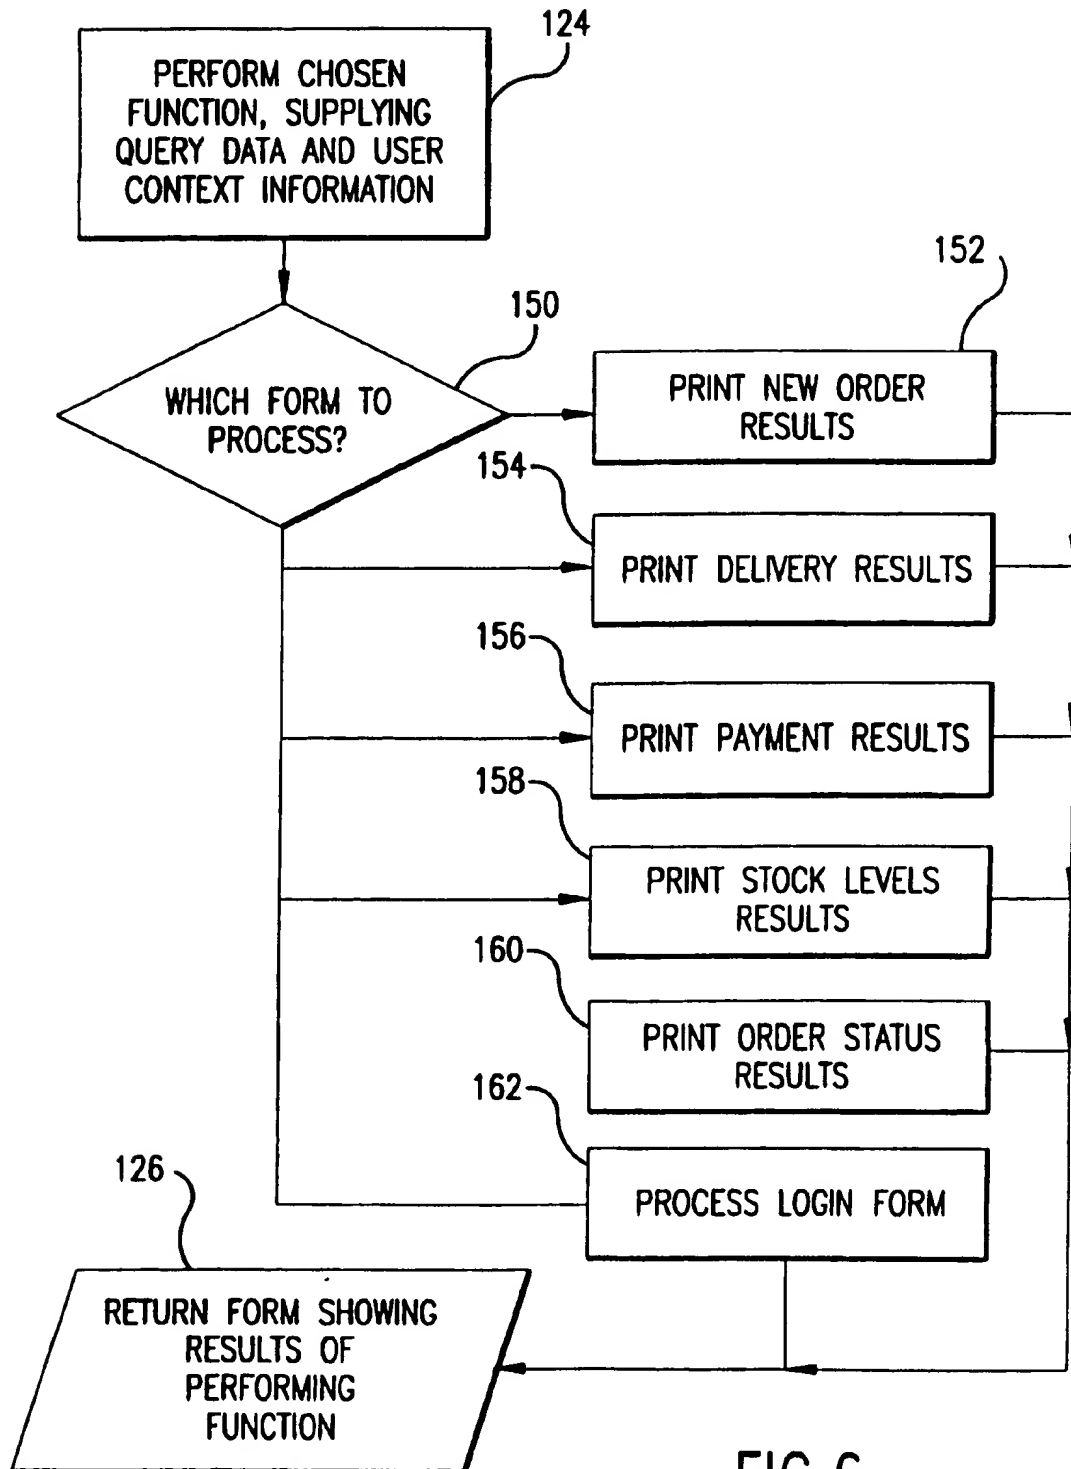 124
PERFORM CHOSEN
FUNCTION, SUPPLYING
QUERY DATA AND USER
CONTEXT INFORMATION
152
150
WHICH FORM TO
PROCESS?
PRINT NEW ORDER
RESULTS
154
PRINT DELIVERY RESULTS
156
PRINT PAYMENT RESULTS
158
PRINT STOCK LEVELS
RESULTS
160
PRINT ORDER STATUS
RESULTS
162
PROCESS LOGIN FORM
126
RETURN FORM SHOWING
RESULTS OF
PERFORMING
FUNCTION
FIG.6